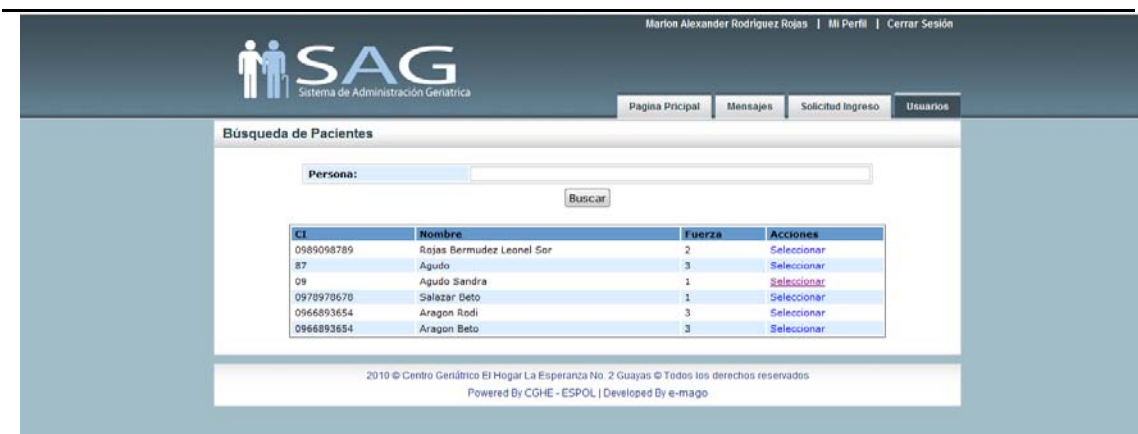 Marlon Alexander Rodriguez Rojas | Mi Perfil | Cerrar Sesión
SAG
Sistema de Administración Geriatrica
Pagina Pricipal Mensajes Solicitud Ingreso Usuarios
Búsqueda de Pacientes
Persona:
Buscar
CI Nombre Fuerza Acciones
0989098789 Rojas Bermudez Leonel Sor 2 Seleccionar
87 Agudo 3 Seleccionar
09 Agudo Sandra 1 Seleccionar
0978978678 Salazar Beto 1 Seleccionar
0966893654 Aragon Rodi 3 Seleccionar
0966893654 Aragon Beto 3 Seleccionar
2010 © Centro Geriátrico El Hogar La Esperanza No. 2 Guayas © Todos los derechos reservados
Powered By CGHE - ESPOL | Developed By e-mago